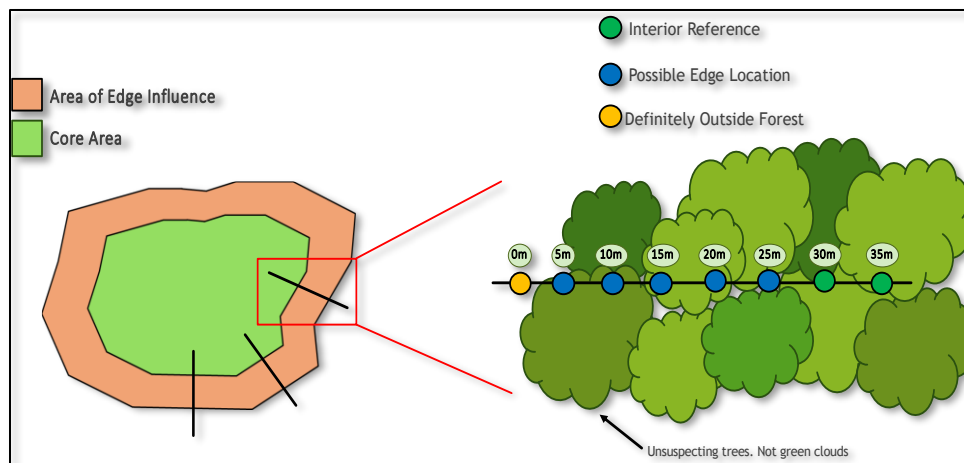 Interior Reference
Possible Edge Location
Definitely Outside Forest
Area of Edge Influence
Core Area
0m 5m 10m 15m 20m 25m 30m 35m
Unsuspecting trees. Not green clouds